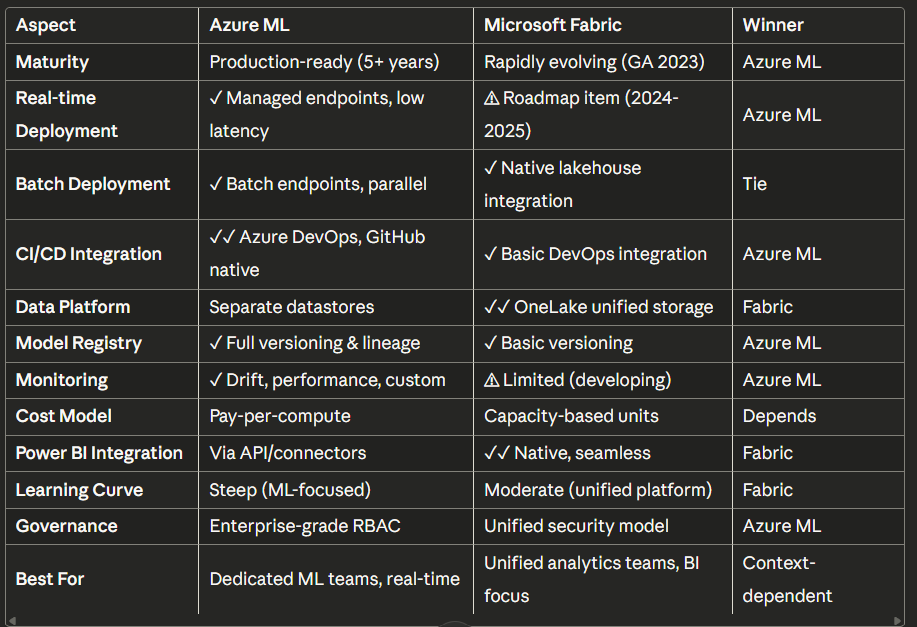 Aspect Azure ML Microsoft Fabric Winner
Maturity Production-ready (5+ years) Rapidly evolving (GA 2023) Azure ML
Real-time Deployment ✓ Managed endpoints, low latency ⚠ Roadmap item (2024-2025) Azure ML
Batch Deployment ✓ Batch endpoints, parallel ✓ Native lakehouse integration Tie
CI/CD Integration ✓✓ Azure DevOps, GitHub native ✓ Basic DevOps integration Azure ML
Data Platform Separate datastores ✓✓ OneLake unified storage Fabric
Model Registry ✓ Full versioning & lineage ✓ Basic versioning Azure ML
Monitoring ✓ Drift, performance, custom ⚠ Limited (developing) Azure ML
Cost Model Pay-per-compute Capacity-based units Depends
Power BI Integration Via API/connectors ✓✓ Native, seamless Fabric
Learning Curve Steep (ML-focused) Moderate (unified platform) Fabric
Governance Enterprise-grade RBAC Unified security model Azure ML
Best For Dedicated ML teams, real-time Unified analytics teams, BI focus Context-dependent